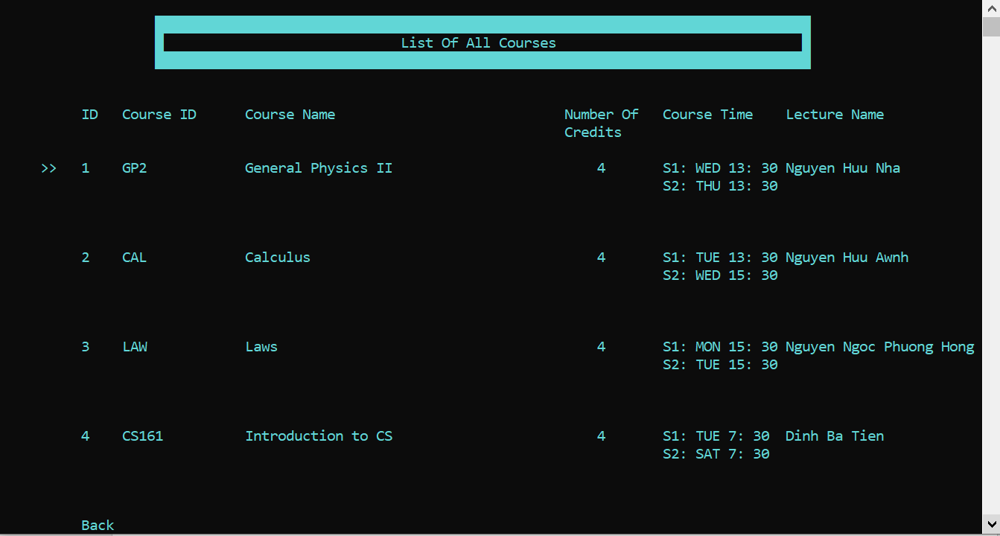 List Of All Courses
ID Course ID Course Name Number Of Course Time Lecture Name
Credits
>> 1 GP2 General Physics II 4 S1: WED 13: 30 Nguyen Huu Nha
S2: THU 13: 30
2 CAL Calculus 4 S1: TUE 13: 30 Nguyen Huu Awnh
S2: WED 15: 30
3 LAW Laws 4 S1: MON 15: 30 Nguyen Ngoc Phuong Hong
S2: TUE 15: 30
4 CS161 Introduction to CS 4 S1: TUE 7: 30 Dinh Ba Tien
S2: SAT 7: 30
Back